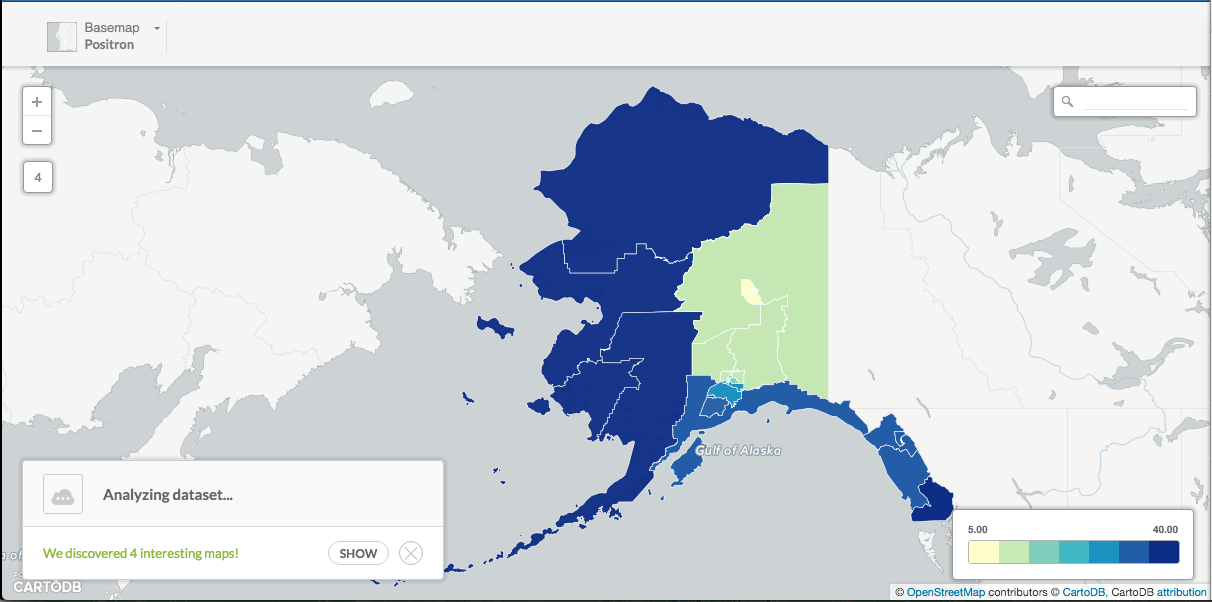 Basemap
Positron
+
−
4
Gulf of Alaska
Analyzing dataset...
We discovered 4 interesting maps!
SHOW
CARTODB
5.00
40.00
© OpenStreetMap contributors © CartoDB, CartoDB attribution